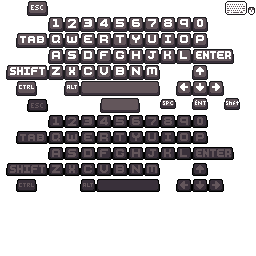 ESC
1 2 3 4 5 6 7 8 9 0
TAB Q W E R T Y U I O P
A S D F G H J K L ENTER
SHIFT Z X C V B N M
CTRL ALT
ESC SPC ENT Shft
1 2 3 4 5 6 7 8 9 0
TAB Q W E R T Y U I O P
A S D F G H J K L ENTER
SHIFT Z X C V B N M
CTRL ALT